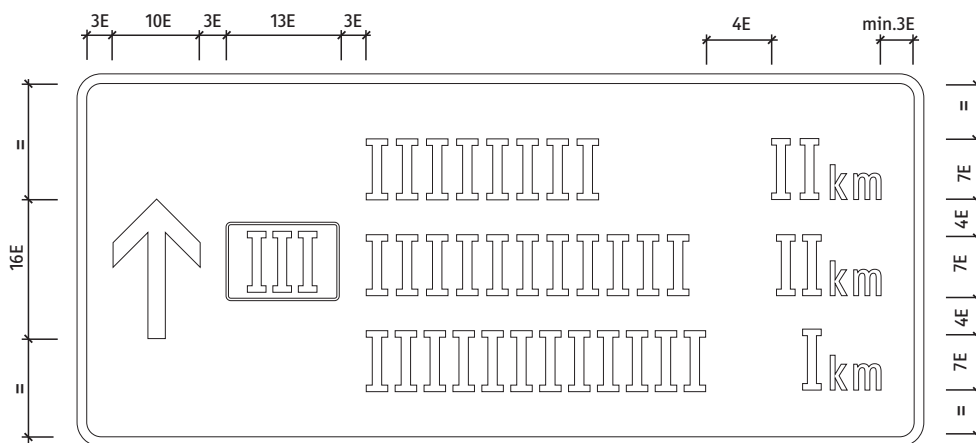 3E 10E 3E 13E 3E 4E min.3E
=
16E
=
IIIIIIII IIkm
III IIIIIIIIIII IIkm
IIIIIIIIIIII Ikm
=
7E
4E
7E
4E
7E
=